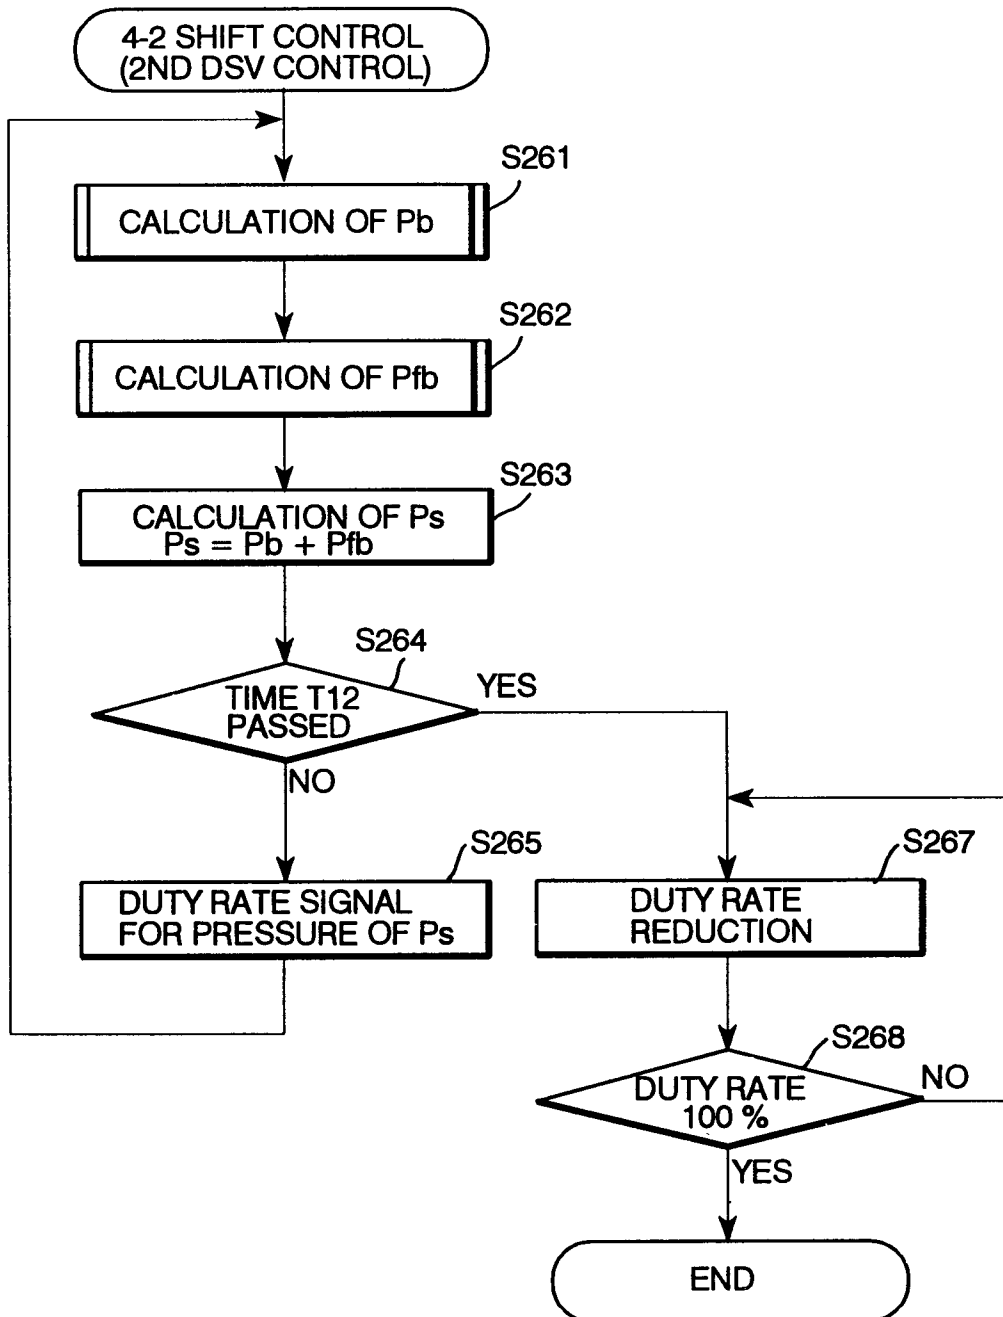 4-2 SHIFT CONTROL
(2ND DSV CONTROL)
S261
CALCULATION OF Pb
S262
CALCULATION OF Pfb
S263
CALCULATION OF Ps
Ps = Pb + Pfb
S264
TIME T12
PASSED
YES
NO
S265
DUTY RATE SIGNAL
FOR PRESSURE OF Ps
S267
DUTY RATE
REDUCTION
S268
DUTY RATE
100 %
NO
YES
END